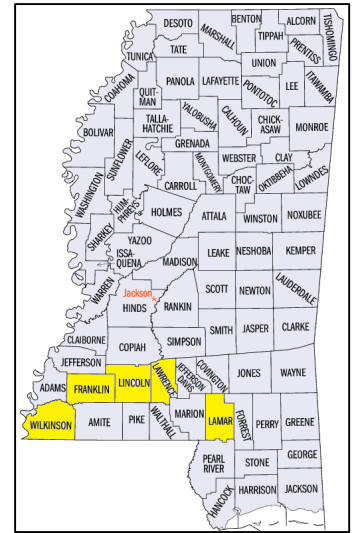 DESOTO
MARSHALL
BENTON
TIPPAH
ALCORN
PRENTISS
TISHOMINGO
TUNICA
TATE
UNION
COAHOMA
QUIT-
MAN
PANOLA
LAFAYETTE
PONTOTOC
LEE
ITAWAMBA
BOLIVAR
SUNFLOWER
TALLA-
HATCHIE
YALOBUSHA
CALHOUN
CHICK-
ASAW
MONROE
GRENADA
WASHINGTON
LEFLORE
CARROLL
MONTGOMERY
WEBSTER
CLAY
CHOC-
TAW
OKTIBBEHA
LOWNDES
HUM-
PHREYS
HOLMES
ATTALA
WINSTON
NOXUBEE
SHARKEY
YAZOO
ISSA-
QUENA
MADISON
LEAKE
NESHOBA
KEMPER
WARREN
Jackson
HINDS
RANKIN
SCOTT
NEWTON
LAUDERDALE
CLAIBORNE
COPIAH
SIMPSON
SMITH
JASPER
CLARKE
JEFFERSON
ADAMS
FRANKLIN
LINCOLN
LAWRENCE
JEFFERSON
DAVIS
COVINGTON
JONES
WAYNE
WILKINSON
AMITE
PIKE
WALTHALL
MARION
LAMAR
FORREST
PERRY
GREENE
PEARL
RIVER
STONE
GEORGE
HANCOCK
HARRISON
JACKSON